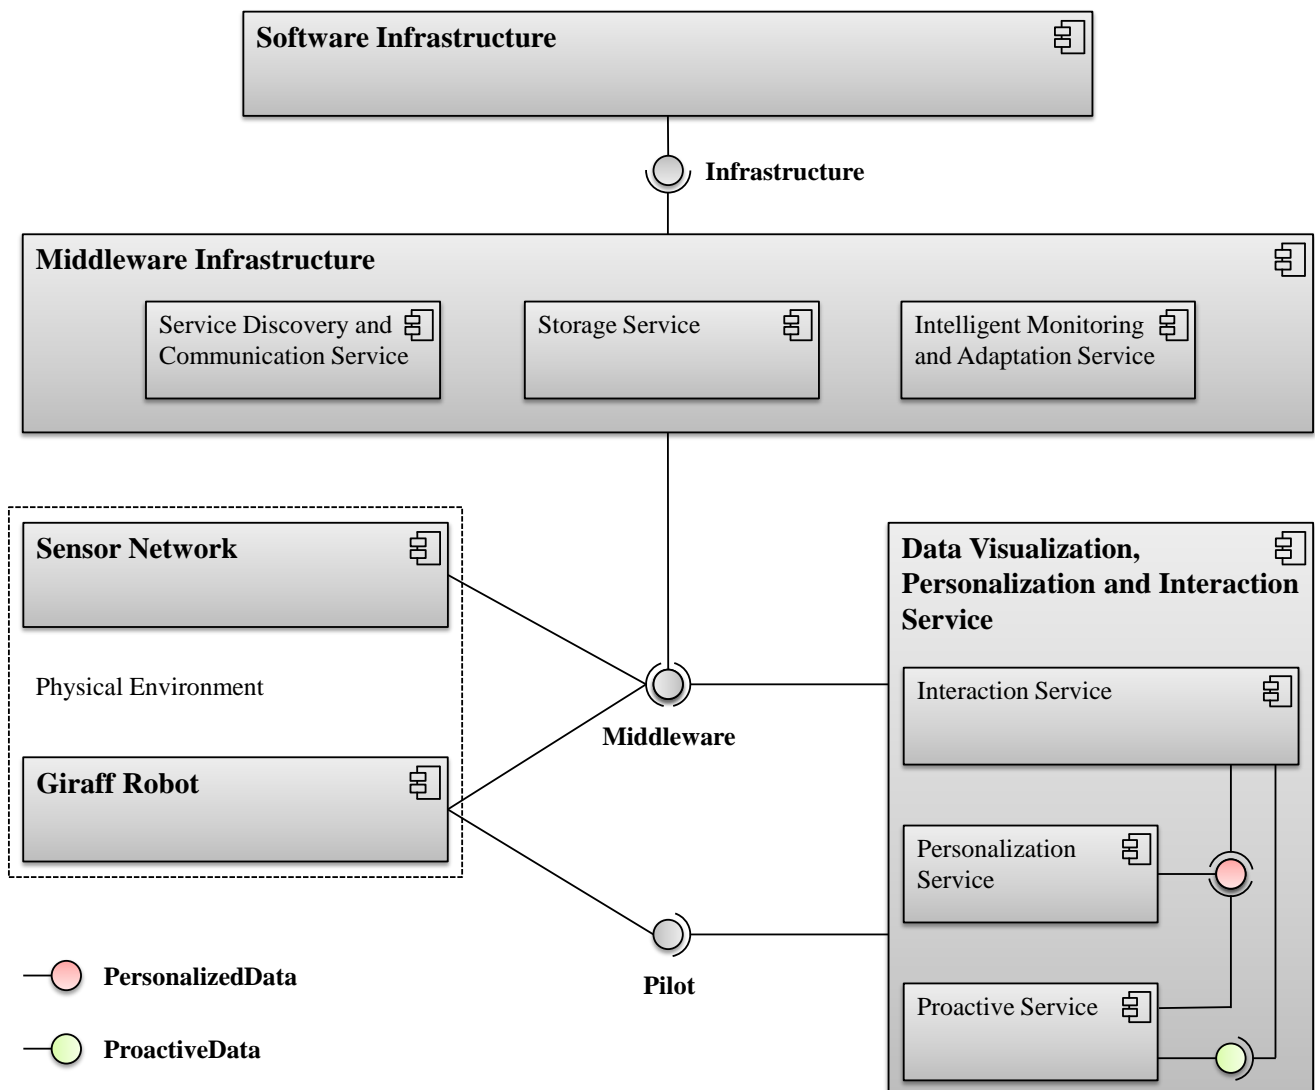 Software Infrastructure
Infrastructure
Middleware Infrastructure
Service Discovery and
Communication Service
Storage Service
Intelligent Monitoring
and Adaptation Service
Sensor Network
Physical Environment
Giraff Robot
Middleware
Pilot
Data Visualization,
Personalization and Interaction
Service
Interaction Service
Personalization
Service
Proactive Service
PersonalizedData
ProactiveData